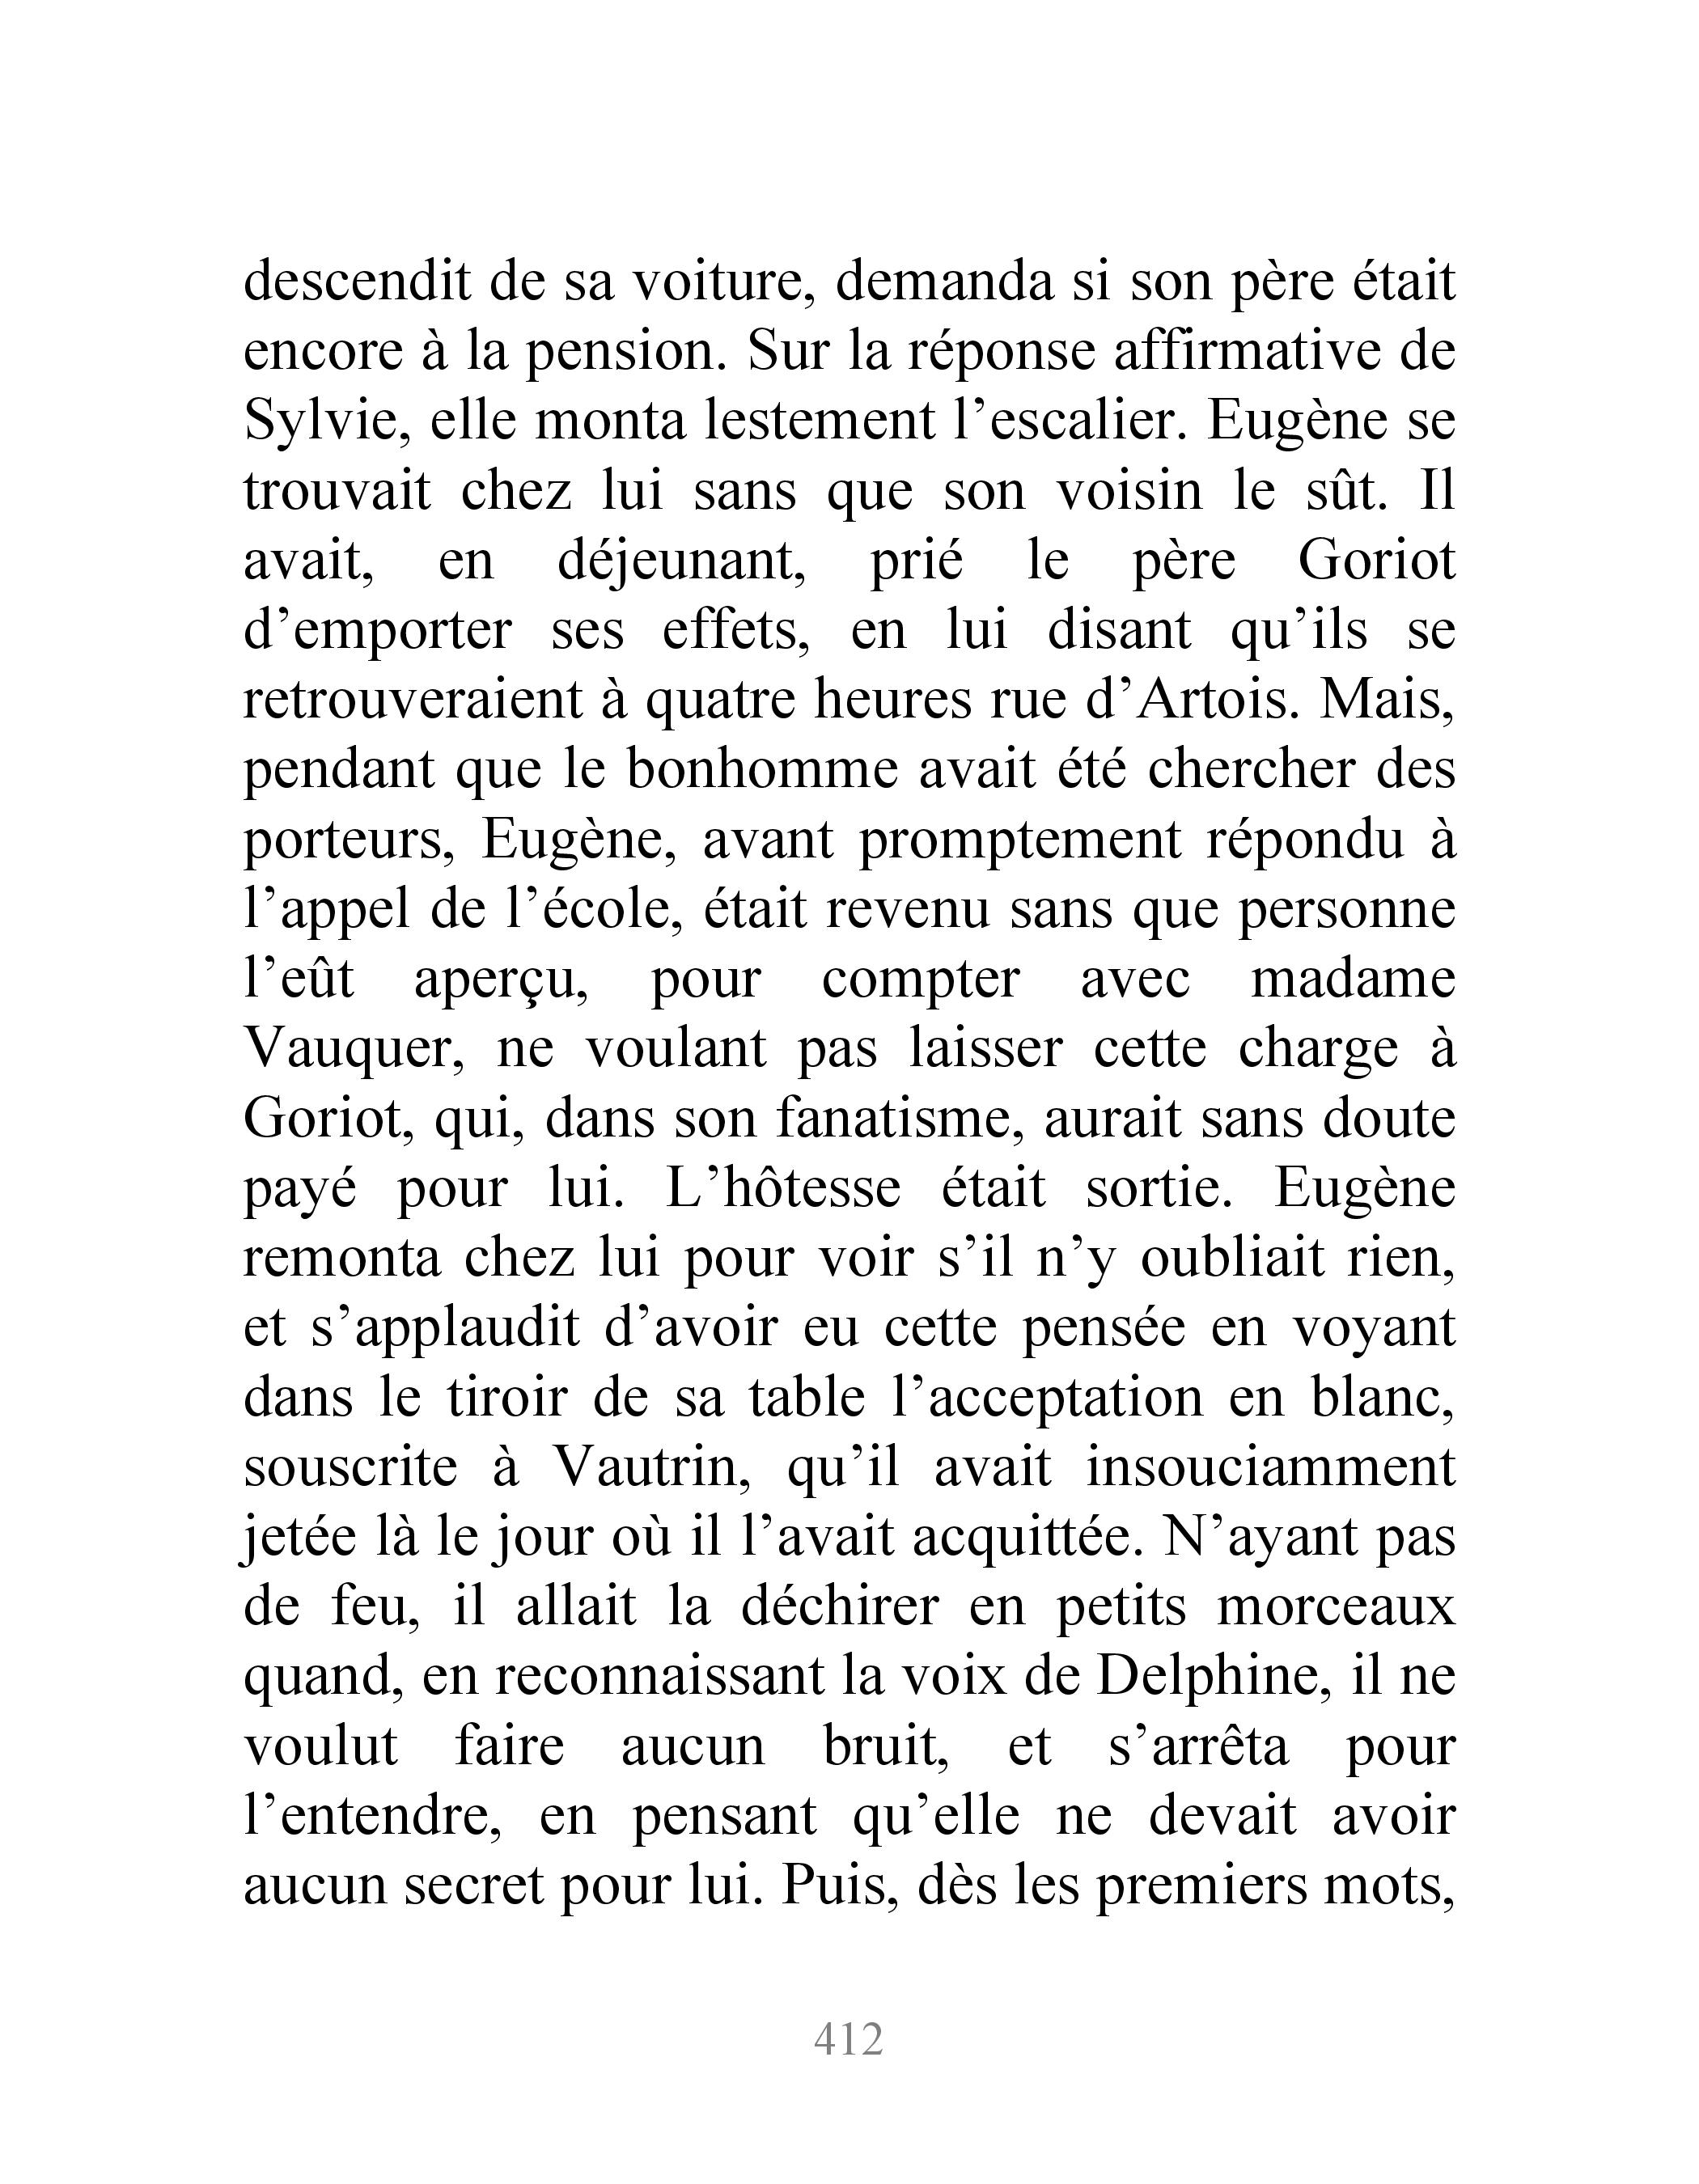 descendit de sa voiture, demanda si son père était
encore à la pension. Sur la réponse affirmative de
Sylvie, elle monta lestement l’escalier. Eugène se
trouvait chez lui sans que son voisin le sût. Il
avait, en déjeunant, prié le père Goriot
d’emporter ses effets, en lui disant qu’ils se
retrouveraient à quatre heures rue d’Artois. Mais,
pendant que le bonhomme avait été chercher des
porteurs, Eugène, avant promptement répondu à
l’appel de l’école, était revenu sans que personne
l’eût aperçu, pour compter avec madame
Vauquer, ne voulant pas laisser cette charge à
Goriot, qui, dans son fanatisme, aurait sans doute
payé pour lui. L’hôtesse était sortie. Eugène
remonta chez lui pour voir s’il n’y oubliait rien,
et s’applaudit d’avoir eu cette pensée en voyant
dans le tiroir de sa table l’acceptation en blanc,
souscrite à Vautrin, qu’il avait insouciamment
jetée là le jour où il l’avait acquittée. N’ayant pas
de feu, il allait la déchirer en petits morceaux
quand, en reconnaissant la voix de Delphine, il ne
voulut faire aucun bruit, et s’arrêta pour
l’entendre, en pensant qu’elle ne devait avoir
aucun secret pour lui. Puis, dès les premiers mots,
412